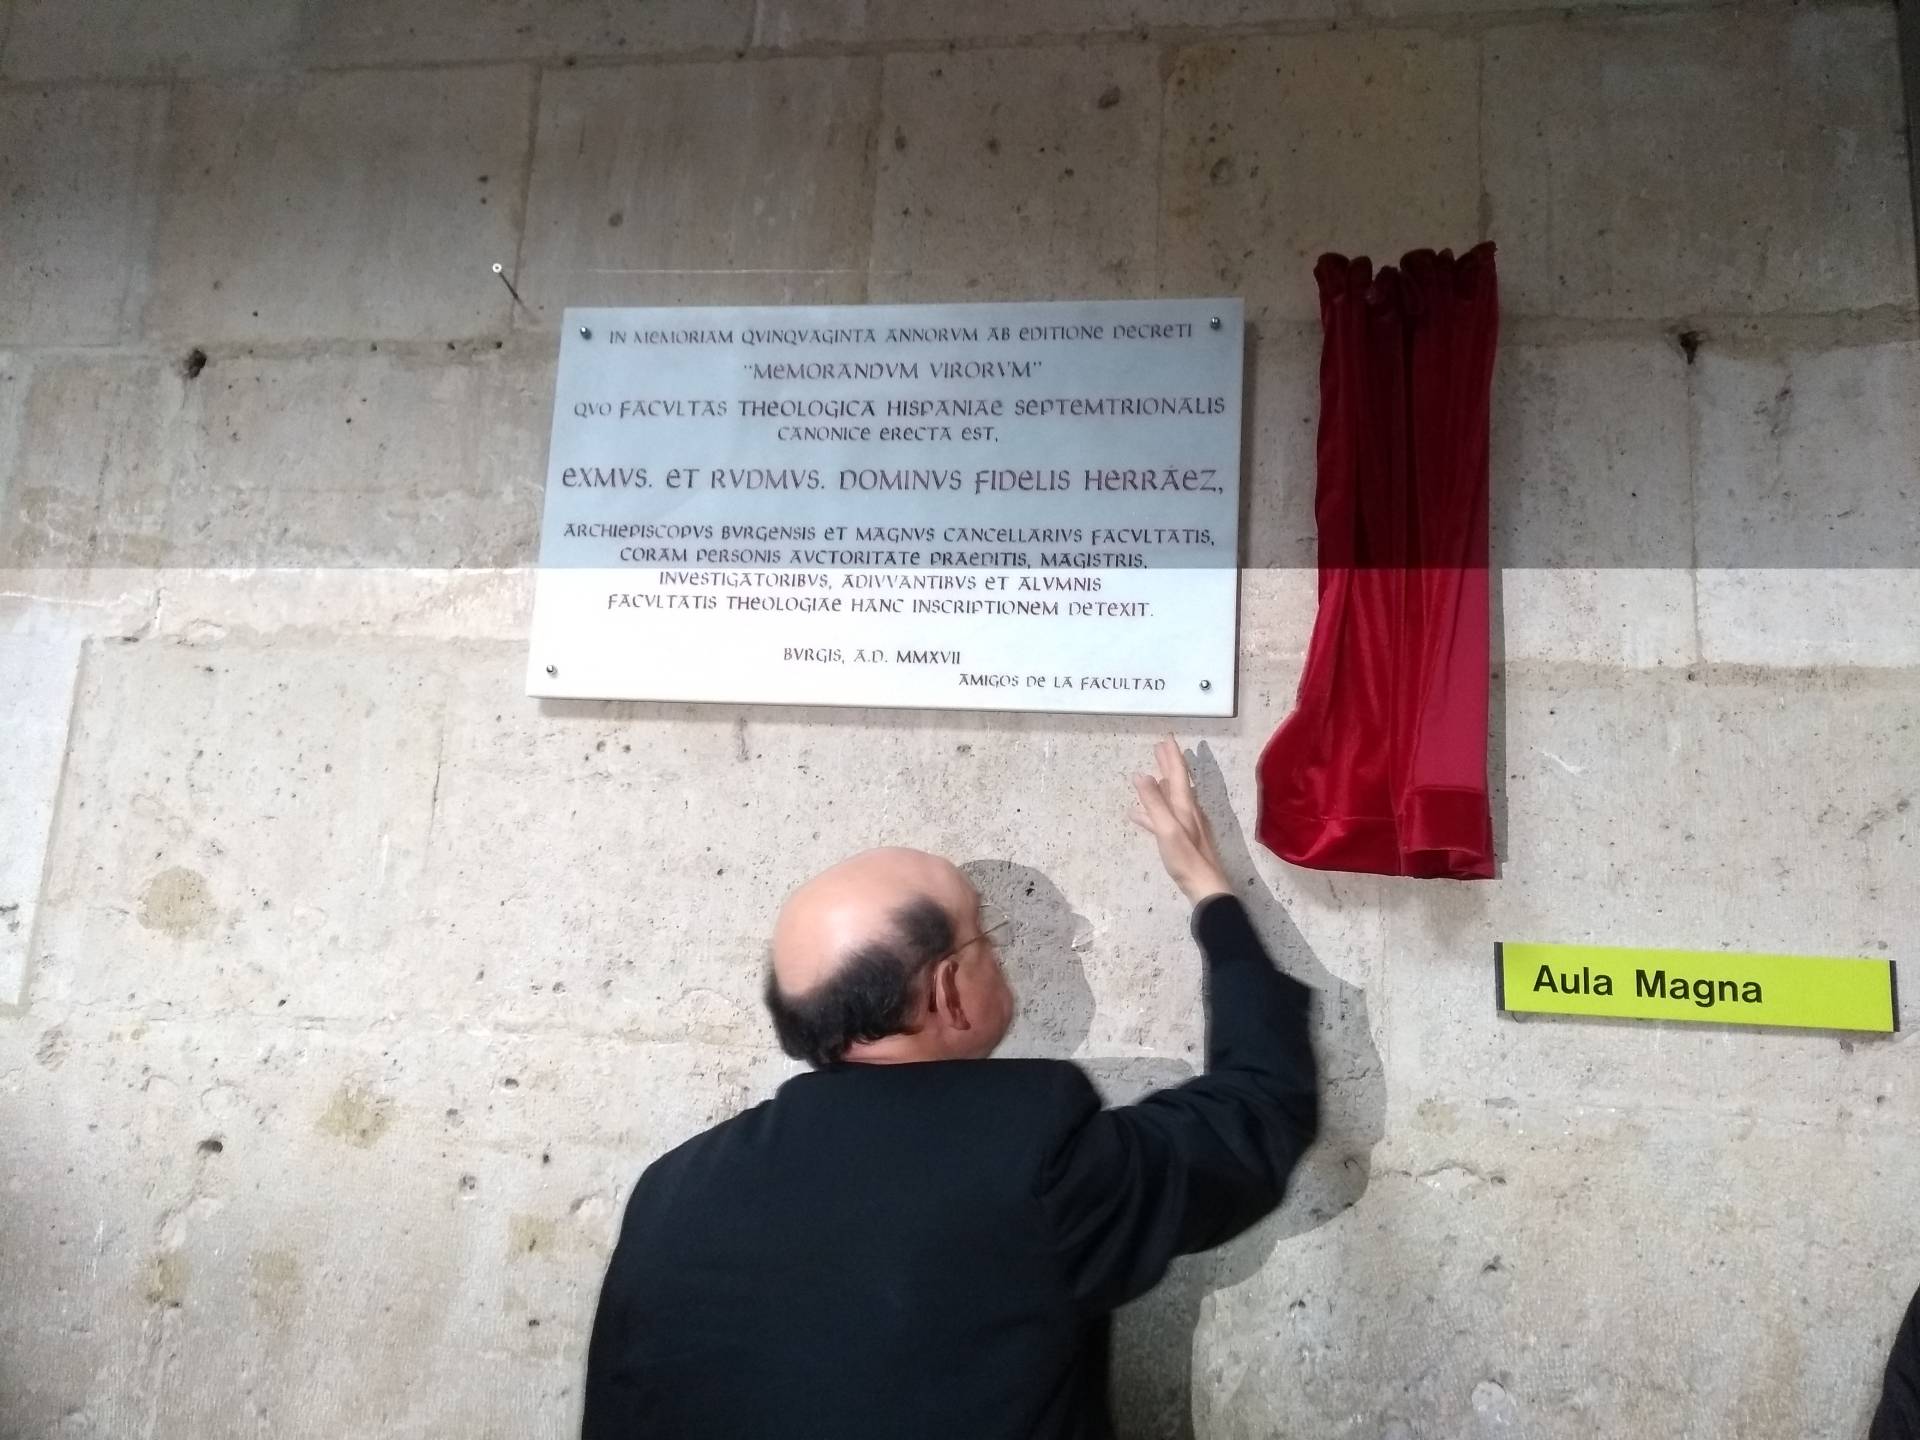 IN MEMORIAM QVINQVAGINTA ANNORVM AB EDITIONE DECRETI
"MEMORANDVM VIRORVM"
QVO FACVLTAS THEOLOGICA HISPANIAE SEPTEMTRIONALIS
CANONICE ERECTA EST,
EXMVS. ET RVDMVS. DOMINVS FIDELIS HERRÁEZ,
ARCHIEPISCOPVS BVRGENSIS ET MAGNVS CANCELLARIVS FACVLTATIS,
CORAM PERSONIS AVCTORITATE PRAEDITIS, MAGISTRIS,
INVESTIGATORIBVS, ADIVVANTIBVS ET ALVMNIS
FACVLTATIS THEOLOGIAE HANC INSCRIPTIONEM DETEXIT.
BVRGIS, A.D. MMXVII
AMIGOS DE LA FACULTAD
Aula Magna